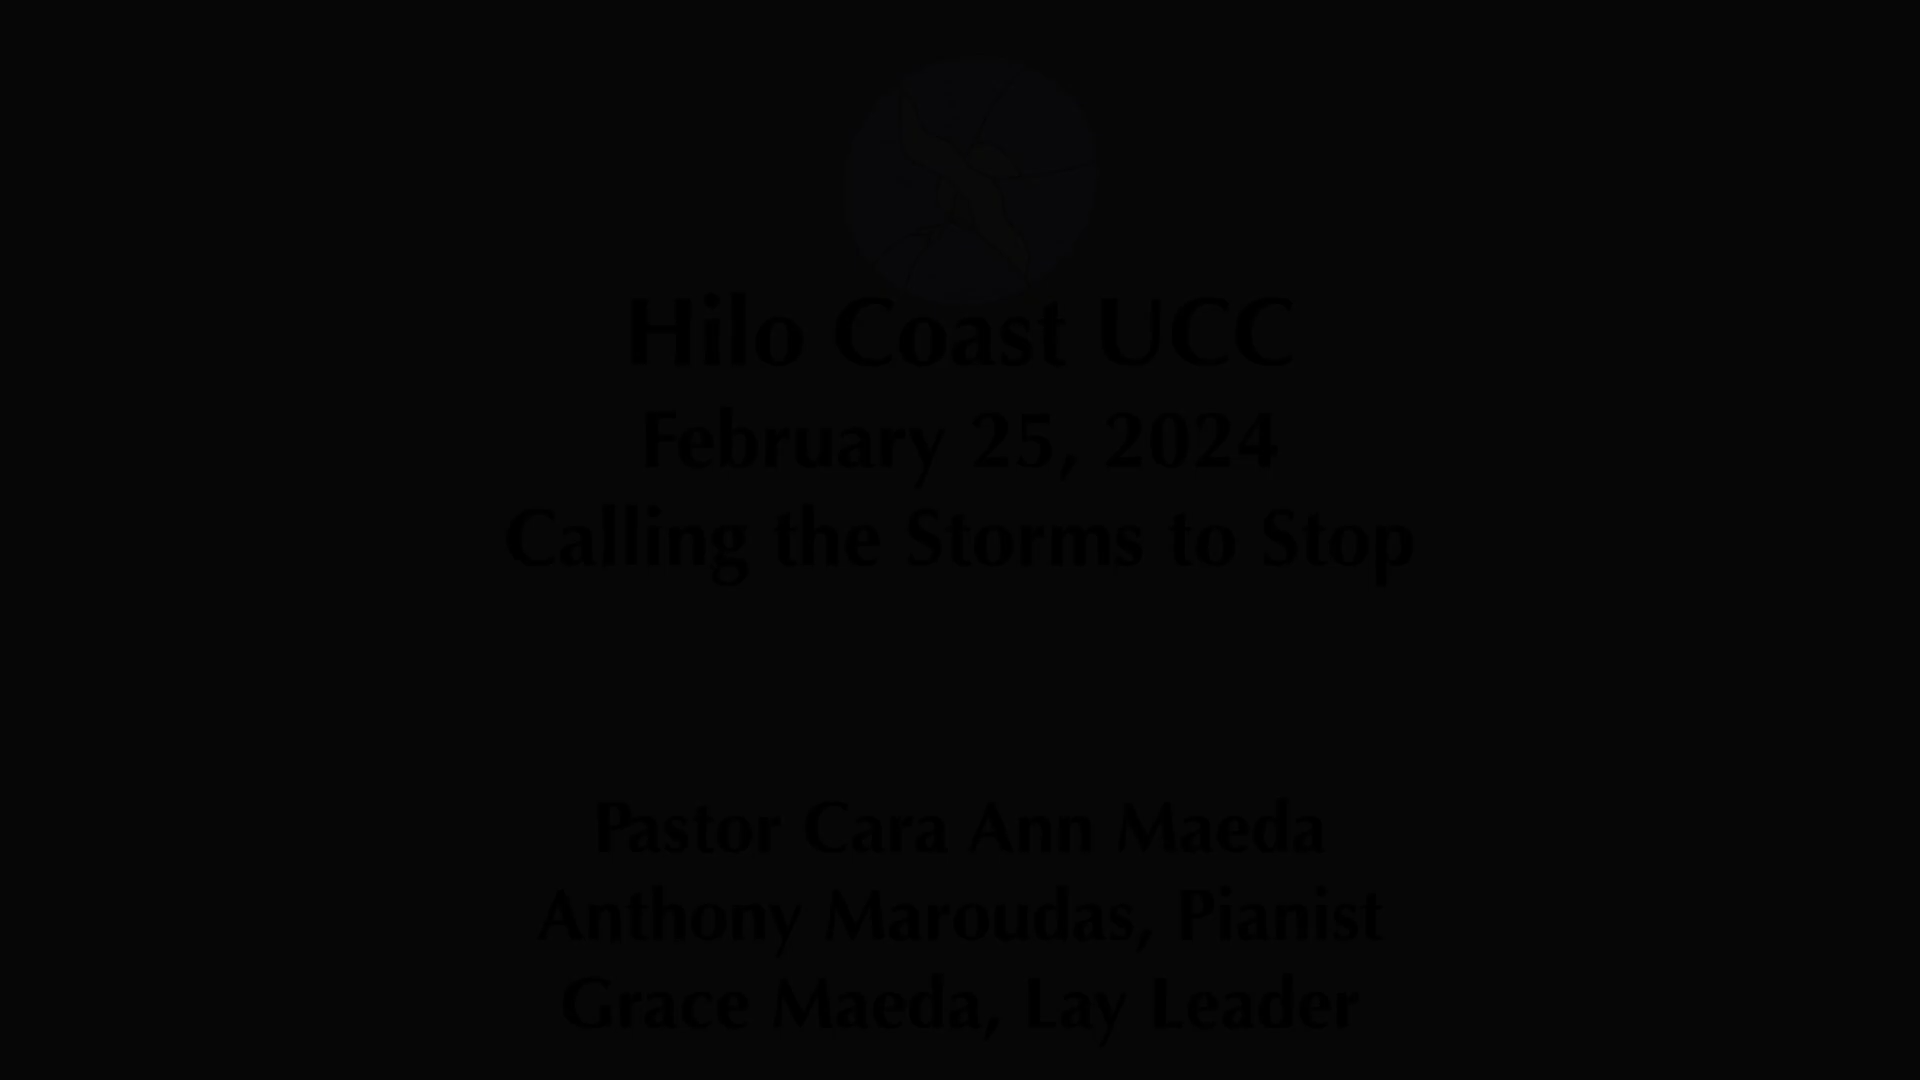 Hilo Coast UCC
February 25, 2024
Calling the Storms to Stop
Pastor Cara Ann Maeda
Anthony Maroudas, Pianist
Grace Maeda, Lay Leader